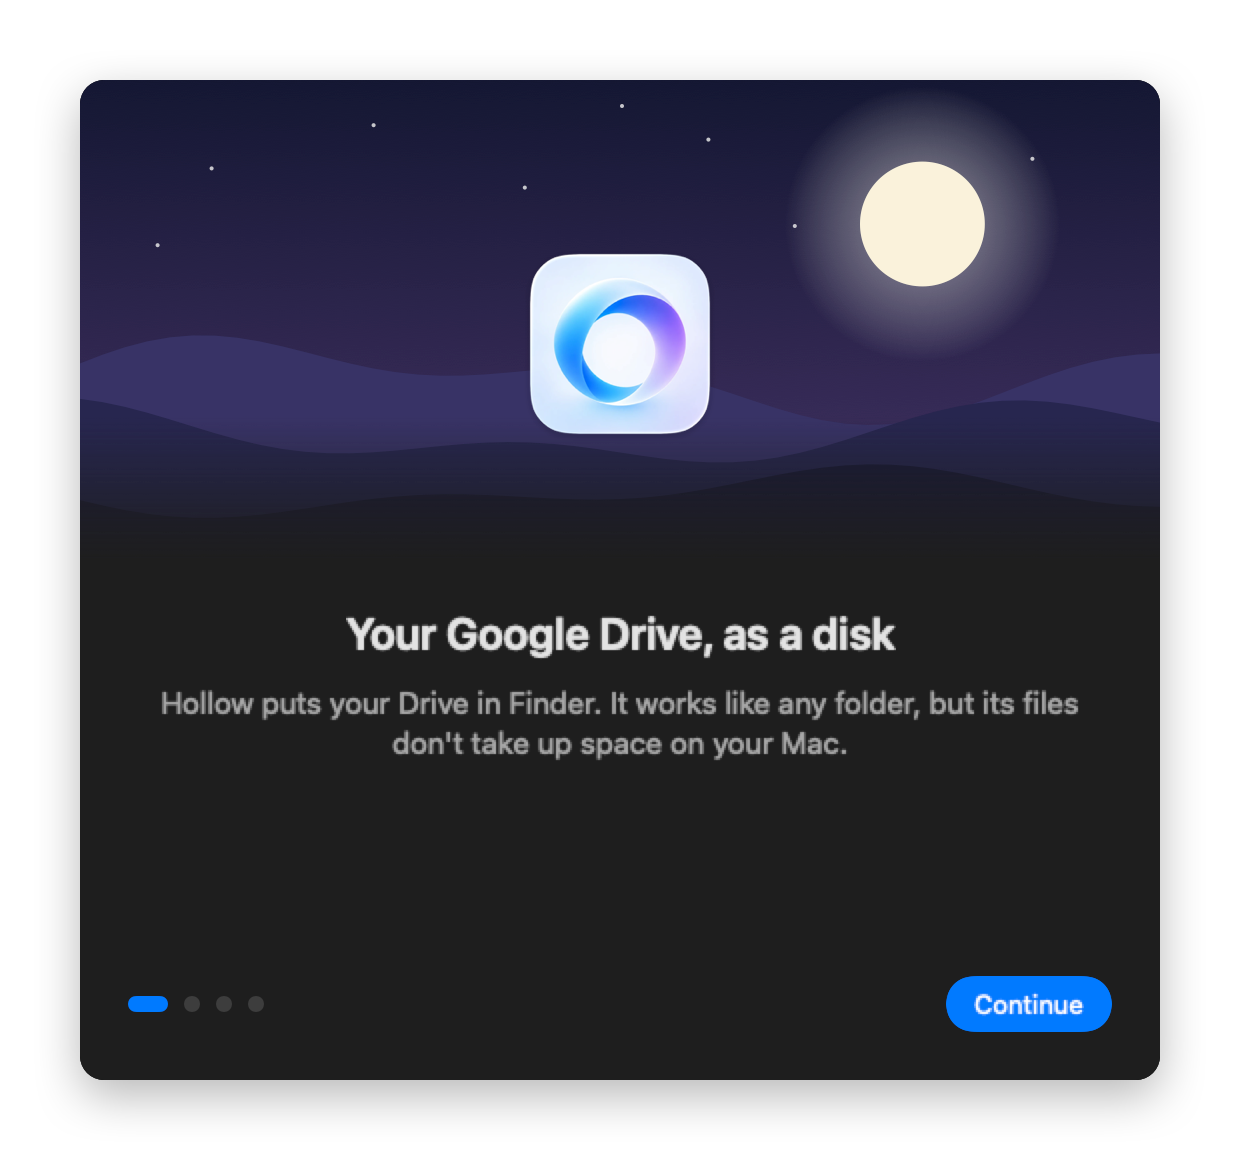 Your Google Drive, as a disk
Hollow puts your Drive in Finder. It works like any folder, but its files
don't take up space on your Mac.
Continue